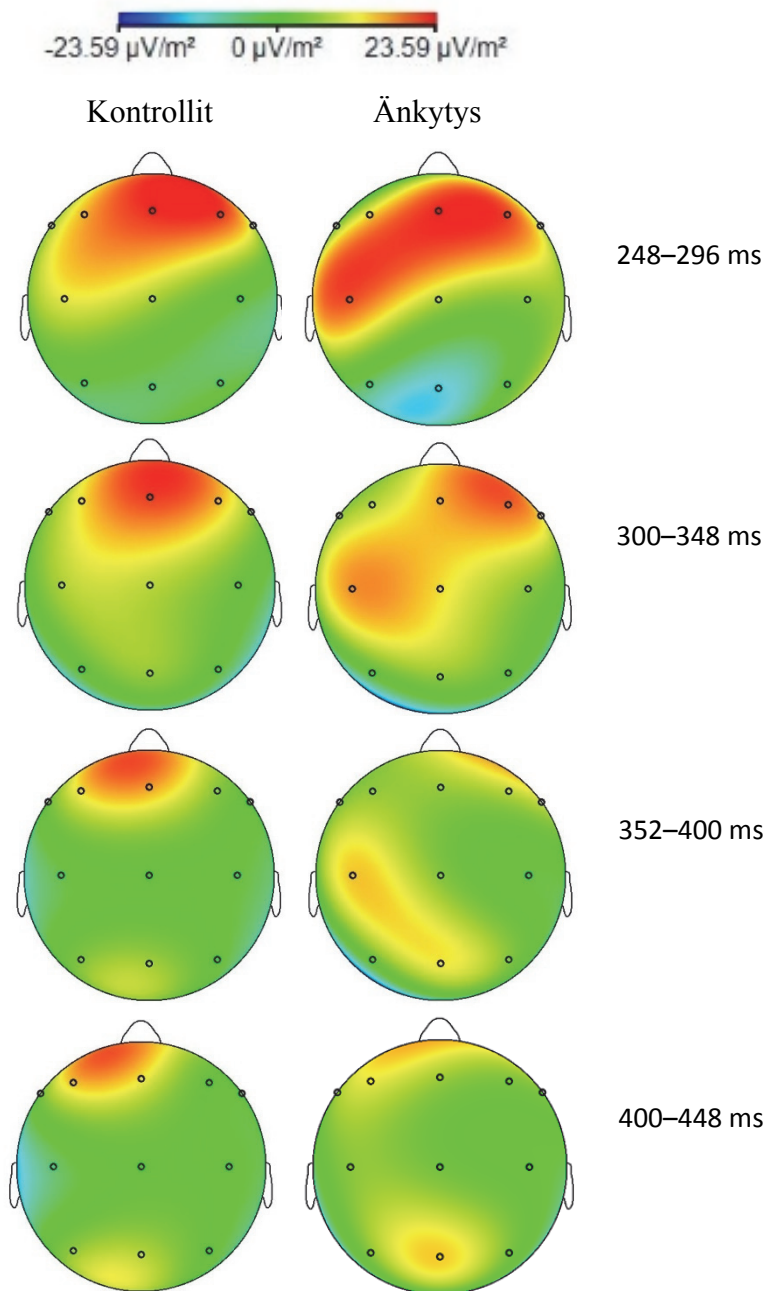 -23.59 µV/m² 0 µV/m² 23.59 µV/m²
Kontrollit Änkytys
248–296 ms
300–348 ms
352–400 ms
400–448 ms